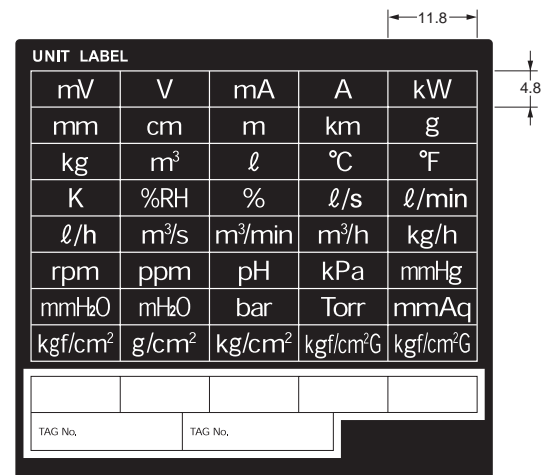 11.8
UNIT LABEL
4.8
mV V mA A kW
mm cm m km g
kg m³ ℓ °C °F
K %RH % ℓ/s ℓ/min
ℓ/h m³/s m³/min m³/h kg/h
rpm ppm pH kPa mmHg
mmH₂O mH₂O bar Torr mmAq
kgf/cm² g/cm² kg/cm² kgf/cm²G kgf/cm²G
TAG No. TAG No.